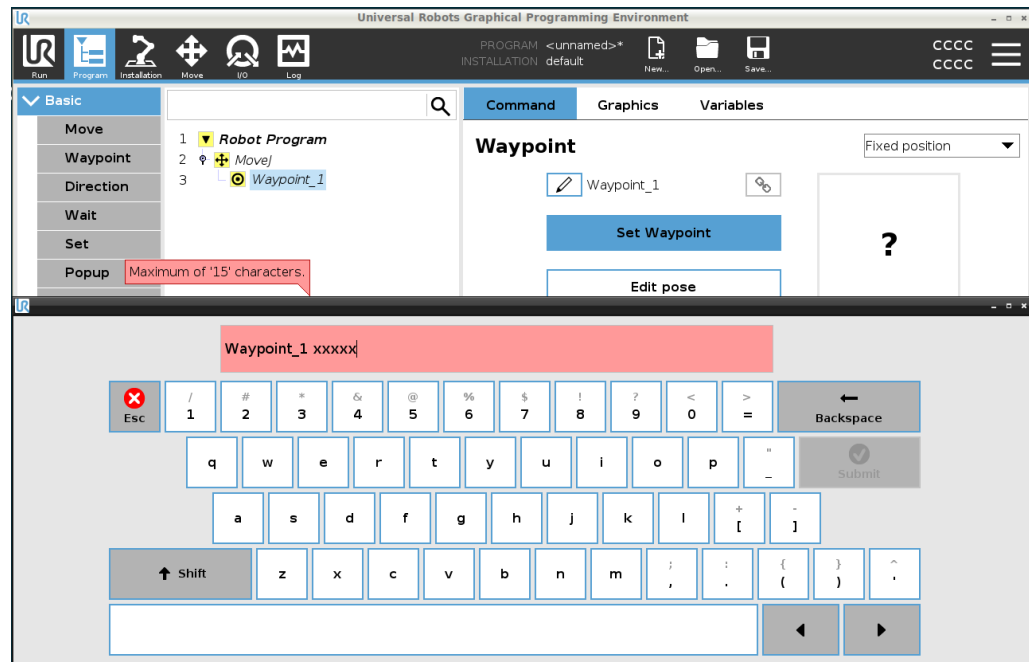 UR
Universal Robots Graphical Programming Environment
UR
Run
Program
Installation
Move
I/O
Log
PROGRAM <unnamed>*
INSTALLATION default
New...
Open...
Save...
CCCC
CCCC
Basic
Move
Waypoint
Direction
Wait
Set
Popup
1 Robot Program
2 MoveJ
3 Waypoint_1
Maximum of '15' characters.
Command Graphics Variables
Waypoint
Fixed position
Waypoint_1
Set Waypoint
?
Edit pose
UR
Waypoint_1 xxxxx
Esc
/ # * & @ % $ ! ? < >
1 2 3 4 5 6 7 8 9 0 =
Backspace
q w e r t y u i o p " _
Submit
a s d f g h j k l + [ - ]
Shift
z x c v b n m ; , : . { ( } ) ^ '